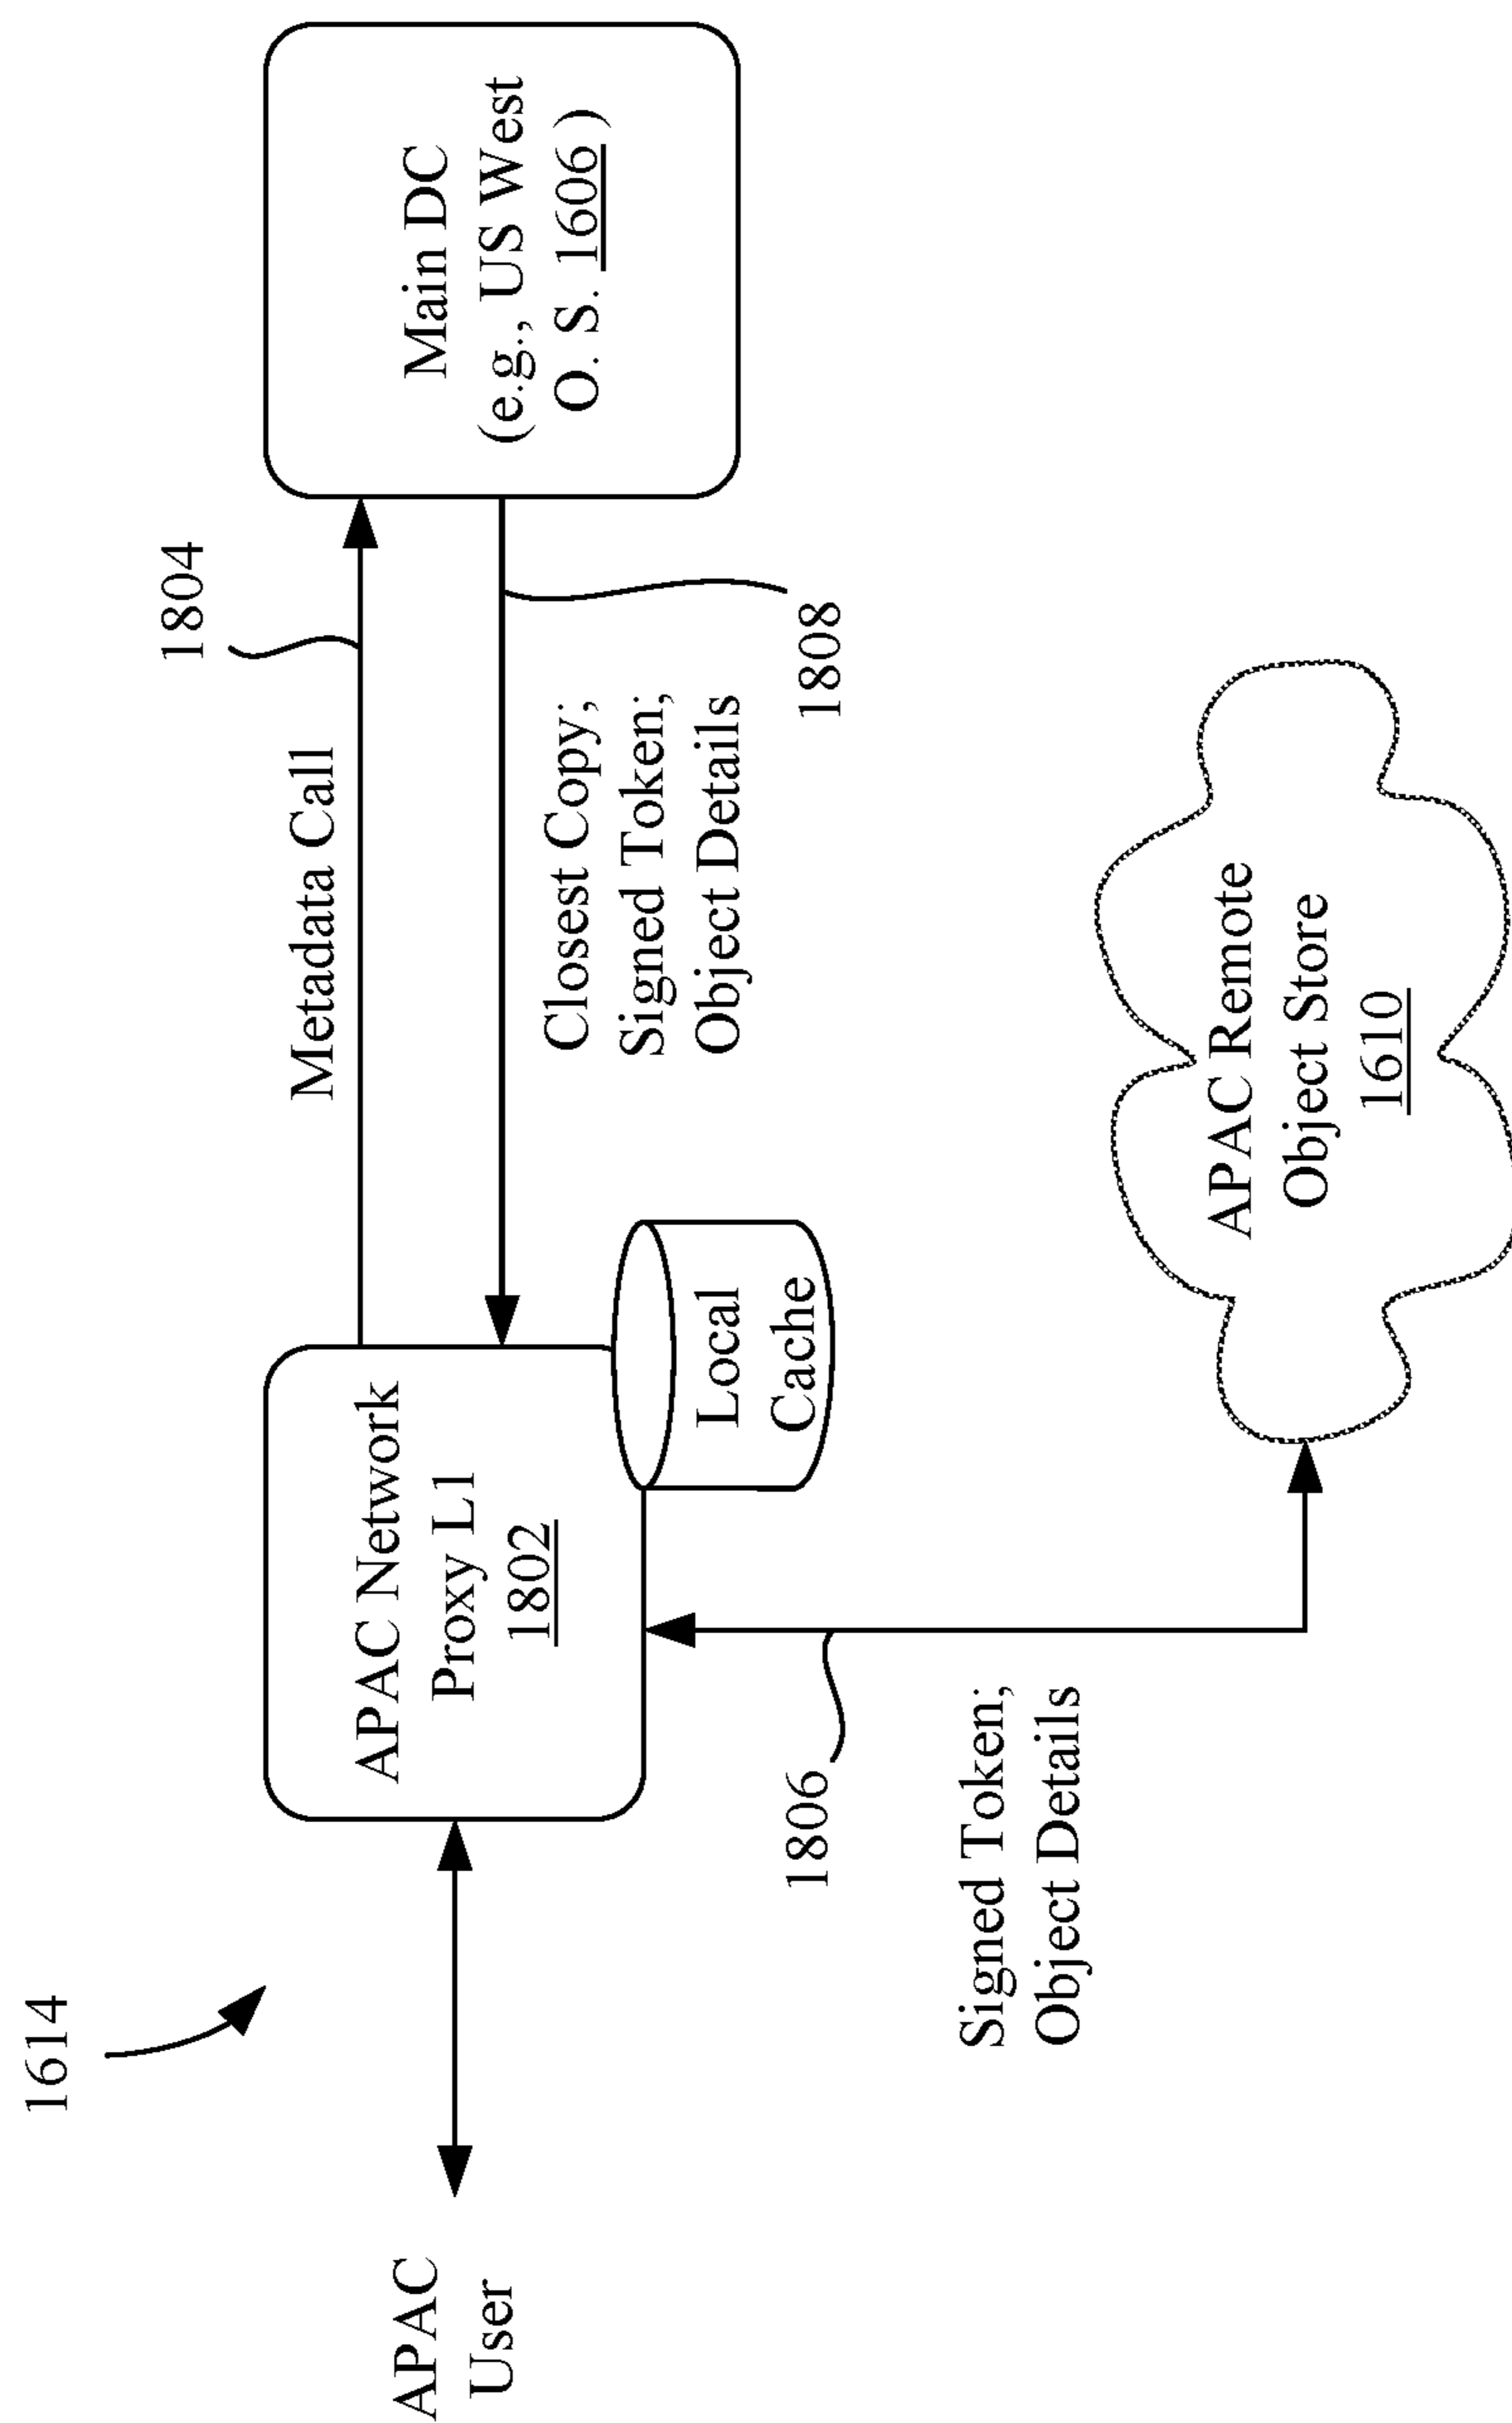 1614
APAC
User
APAC Network
Proxy L1
1802
Local
Cache
Metadata Call
1804
Closest Copy;
Signed Token;
Object Details
1808
Main DC
(e.g., US West
O. S. 1606 )
1806
Signed Token;
Object Details
APAC Remote
Object Store
1610